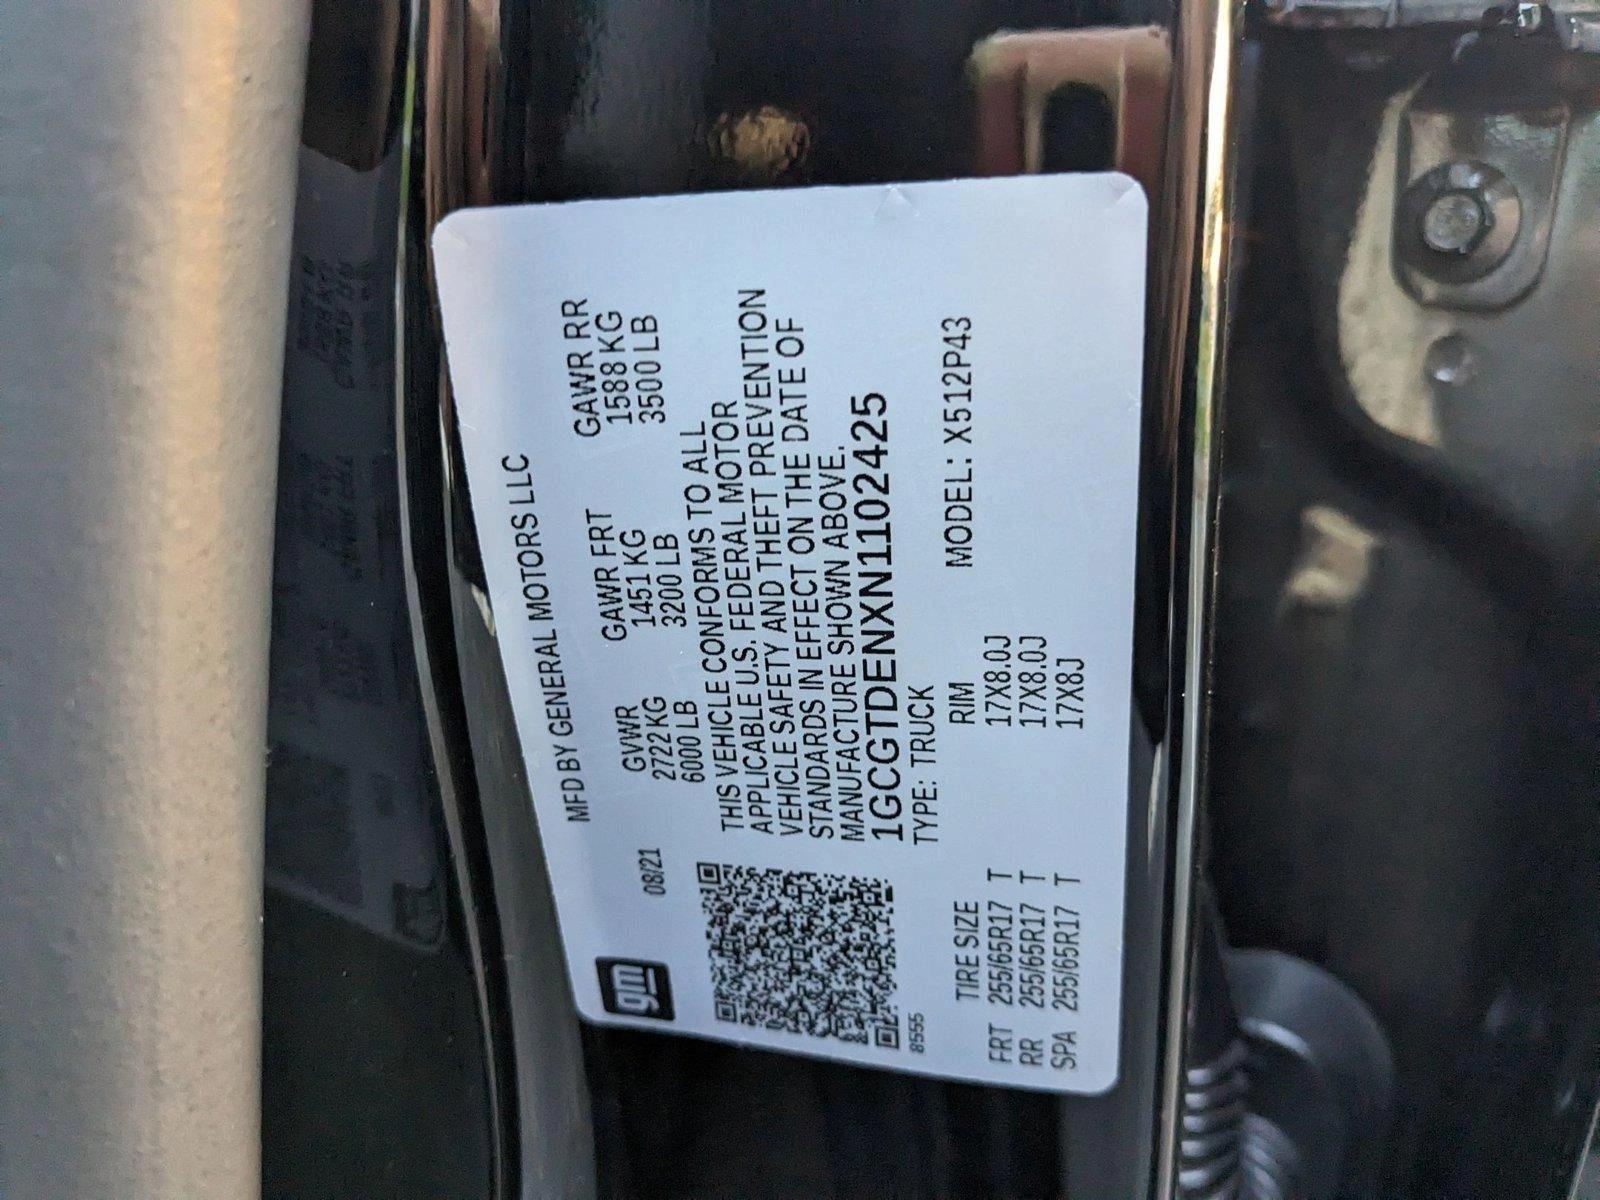 gm
MFD BY GENERAL MOTORS LLC
08/21
GVWR GAWR FRT GAWR RR
2722 KG 1451 KG 1588 KG
6000 LB 3200 LB 3500 LB
THIS VEHICLE CONFORMS TO ALL
APPLICABLE U.S. FEDERAL MOTOR
VEHICLE SAFETY AND THEFT PREVENTION
STANDARDS IN EFFECT ON THE DATE OF
MANUFACTURE SHOWN ABOVE.
1GCGTDENXN1102425
8555
TYPE: TRUCK MODEL: X512P43
TIRE SIZE RIM
FRT 255/65R17 T 17X8.0J
RR 255/65R17 T 17X8.0J
SPA 255/65R17 T 17X8J